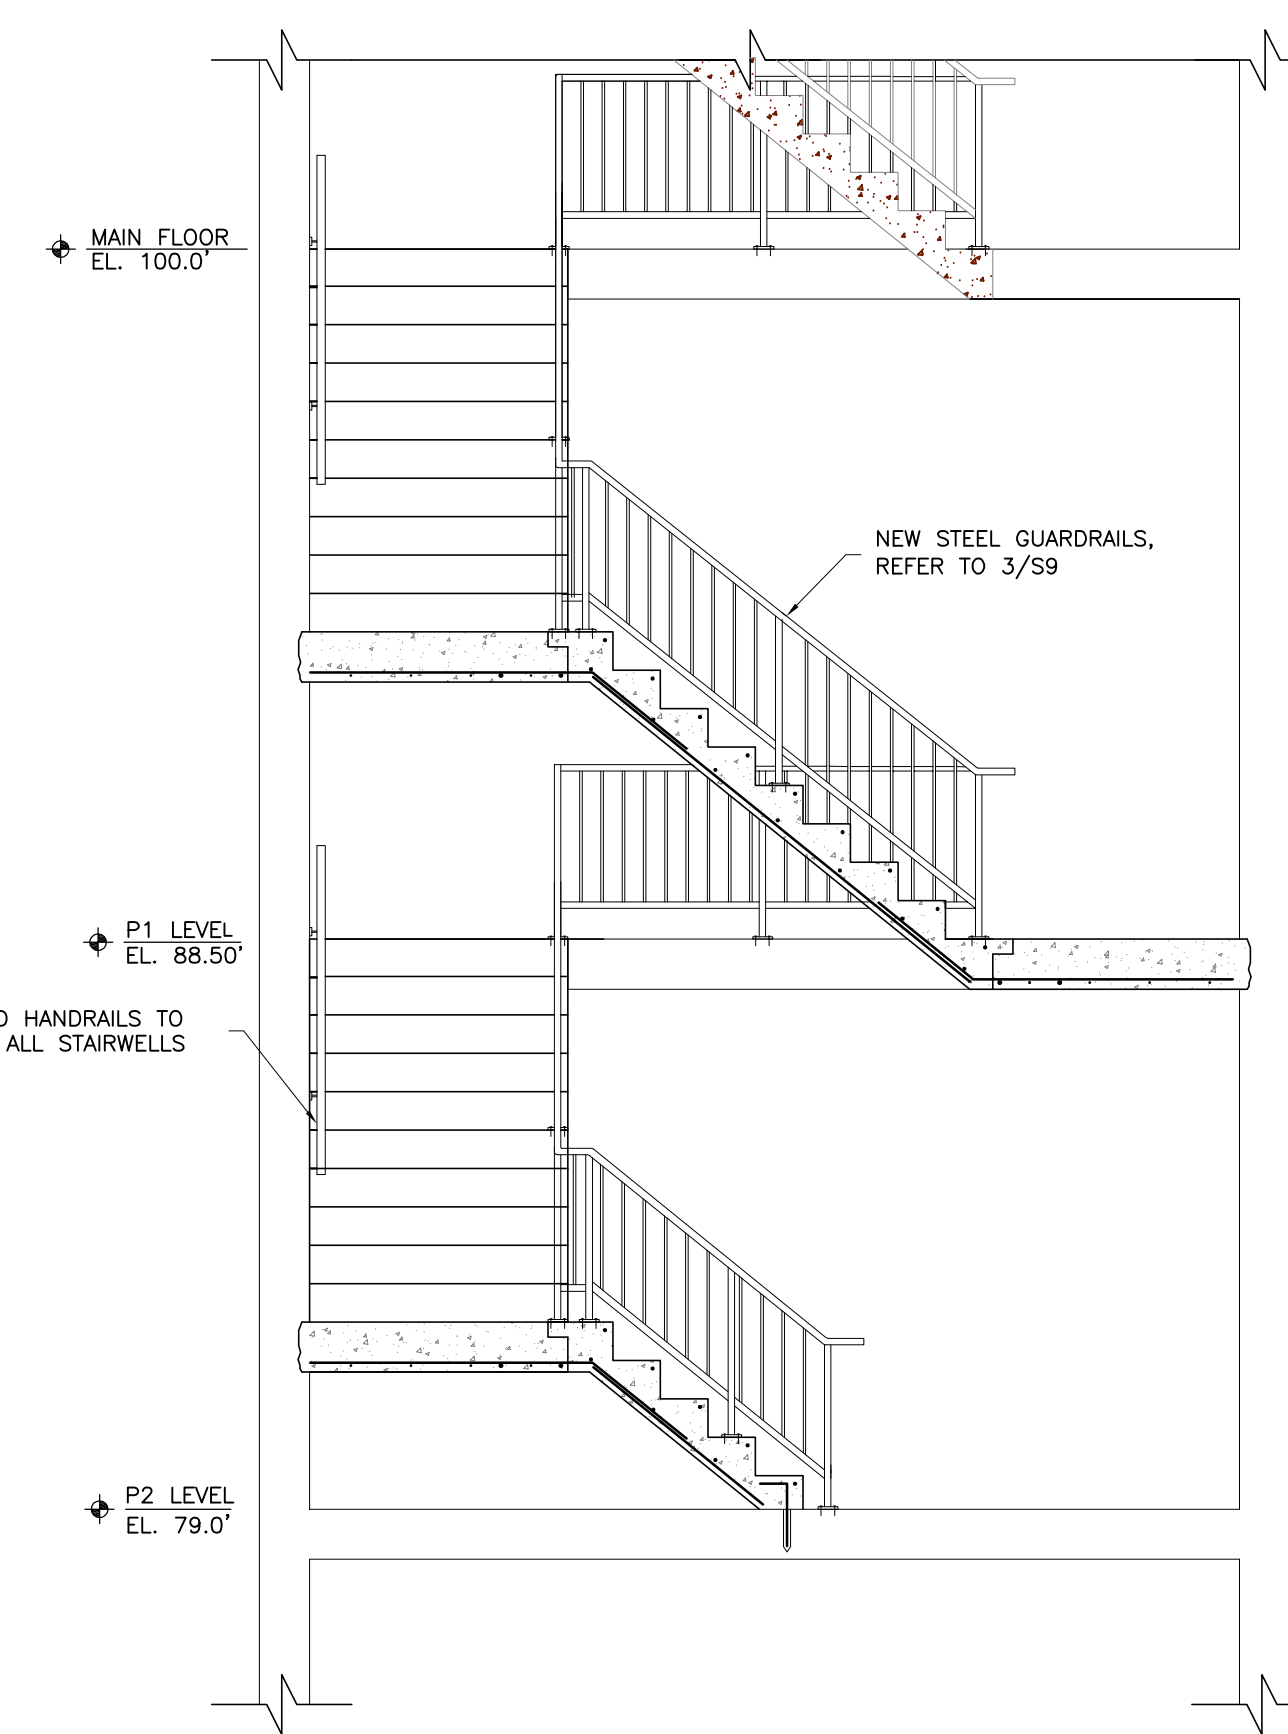 MAIN FLOOR
EL. 100.0'
NEW STEEL GUARDRAILS,
REFER TO 3/S9
P1 LEVEL
EL. 88.50'
HANDRAILS TO
ALL STAIRWELLS
P2 LEVEL
EL. 79.0'